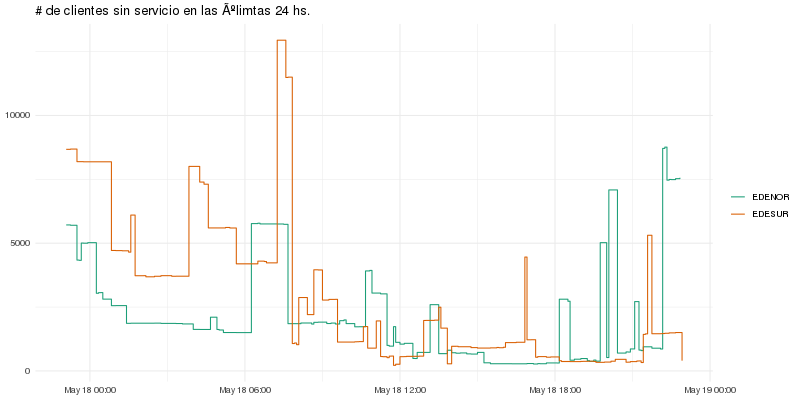 # de clientes sin servicio en las Ãºlimtas 24 hs.
10000
5000
0
May 18 00:00
May 18 06:00
May 18 12:00
May 18 18:00
May 19 00:00
EDENOR
EDESUR